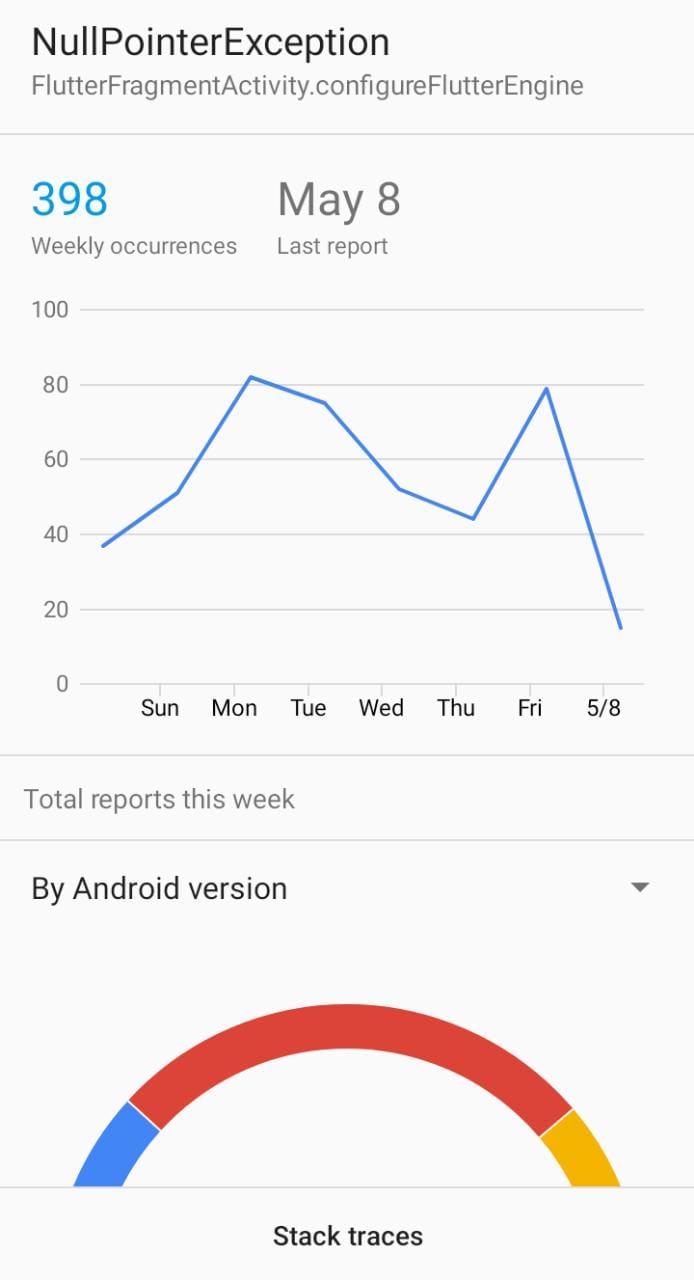 NullPointerException
FlutterFragmentActivity.configureFlutterEngine
398
Weekly occurrences
May 8
Last report
100
80
60
40
20
0
Sun Mon Tue Wed Thu Fri 5/8
Total reports this week
By Android version
Stack traces